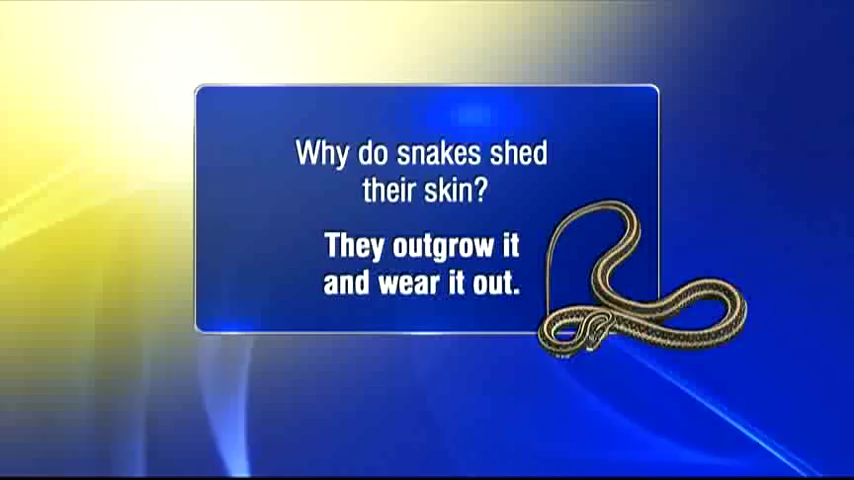 Why do snakes shed
their skin?
They outgrow it
and wear it out.